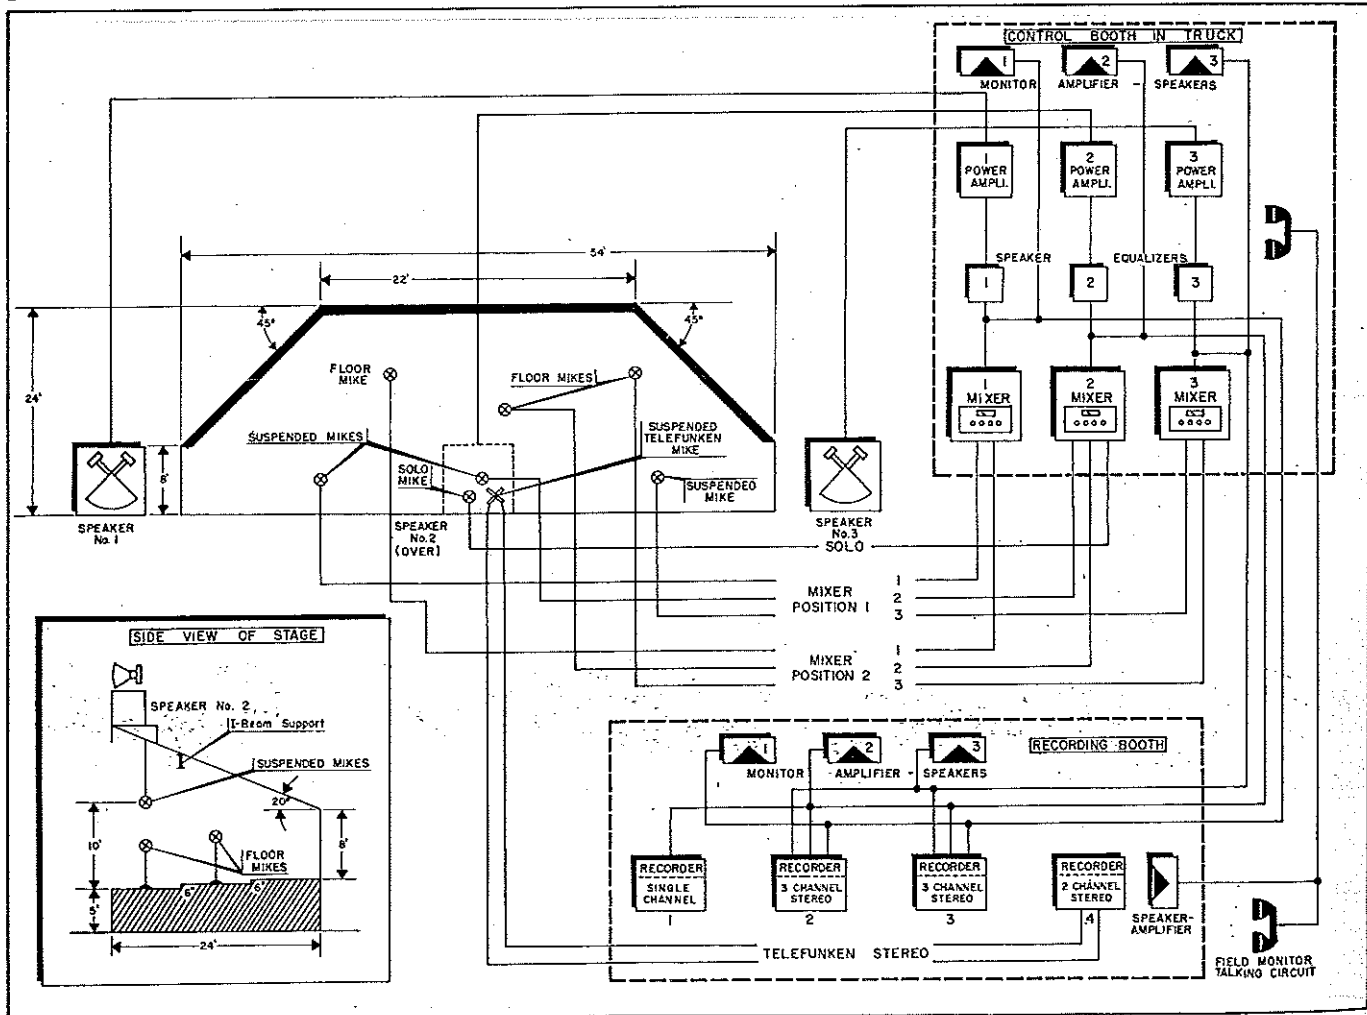 CONTROL BOOTH IN TRUCK
1
2
3
MONITOR AMPLIFIER - SPEAKERS
1
POWER
AMPLI.
2
POWER
AMPLI.
3
POWER
AMPLI.
SPEAKER EQUALIZERS
1
2
3
1
MIXER
2
MIXER
3
MIXER
54'
22'
45°
45°
24'
8'
FLOOR
MIKE
FLOOR MIKES
SUSPENDED MIKES
SUSPENDED
TELEFUNKEN
MIKE
SOLO
MIKE
SUSPENDED
MIKE
SPEAKER
No. 1
SPEAKER
No. 2
(OVER)
SPEAKER
No. 3
SOLO
MIXER
POSITION 1
1
2
3
MIXER
POSITION 2
1
2
3
SIDE VIEW OF STAGE
SPEAKER No. 2
I-Beam Support
SUSPENDED MIKES
20°
10'
8'
FLOOR
MIKES
6"
6"
5'
24'
RECORDING BOOTH
1
2
3
MONITOR - AMPLIFIER - SPEAKERS
RECORDER
SINGLE
CHANNEL
1
RECORDER
3 CHANNEL
STEREO
2
RECORDER
3 CHANNEL
STEREO
3
RECORDER
2 CHANNEL
STEREO
4
SPEAKER-
AMPLIFIER
TELEFUNKEN STEREO
FIELD MONITOR
TALKING CIRCUIT